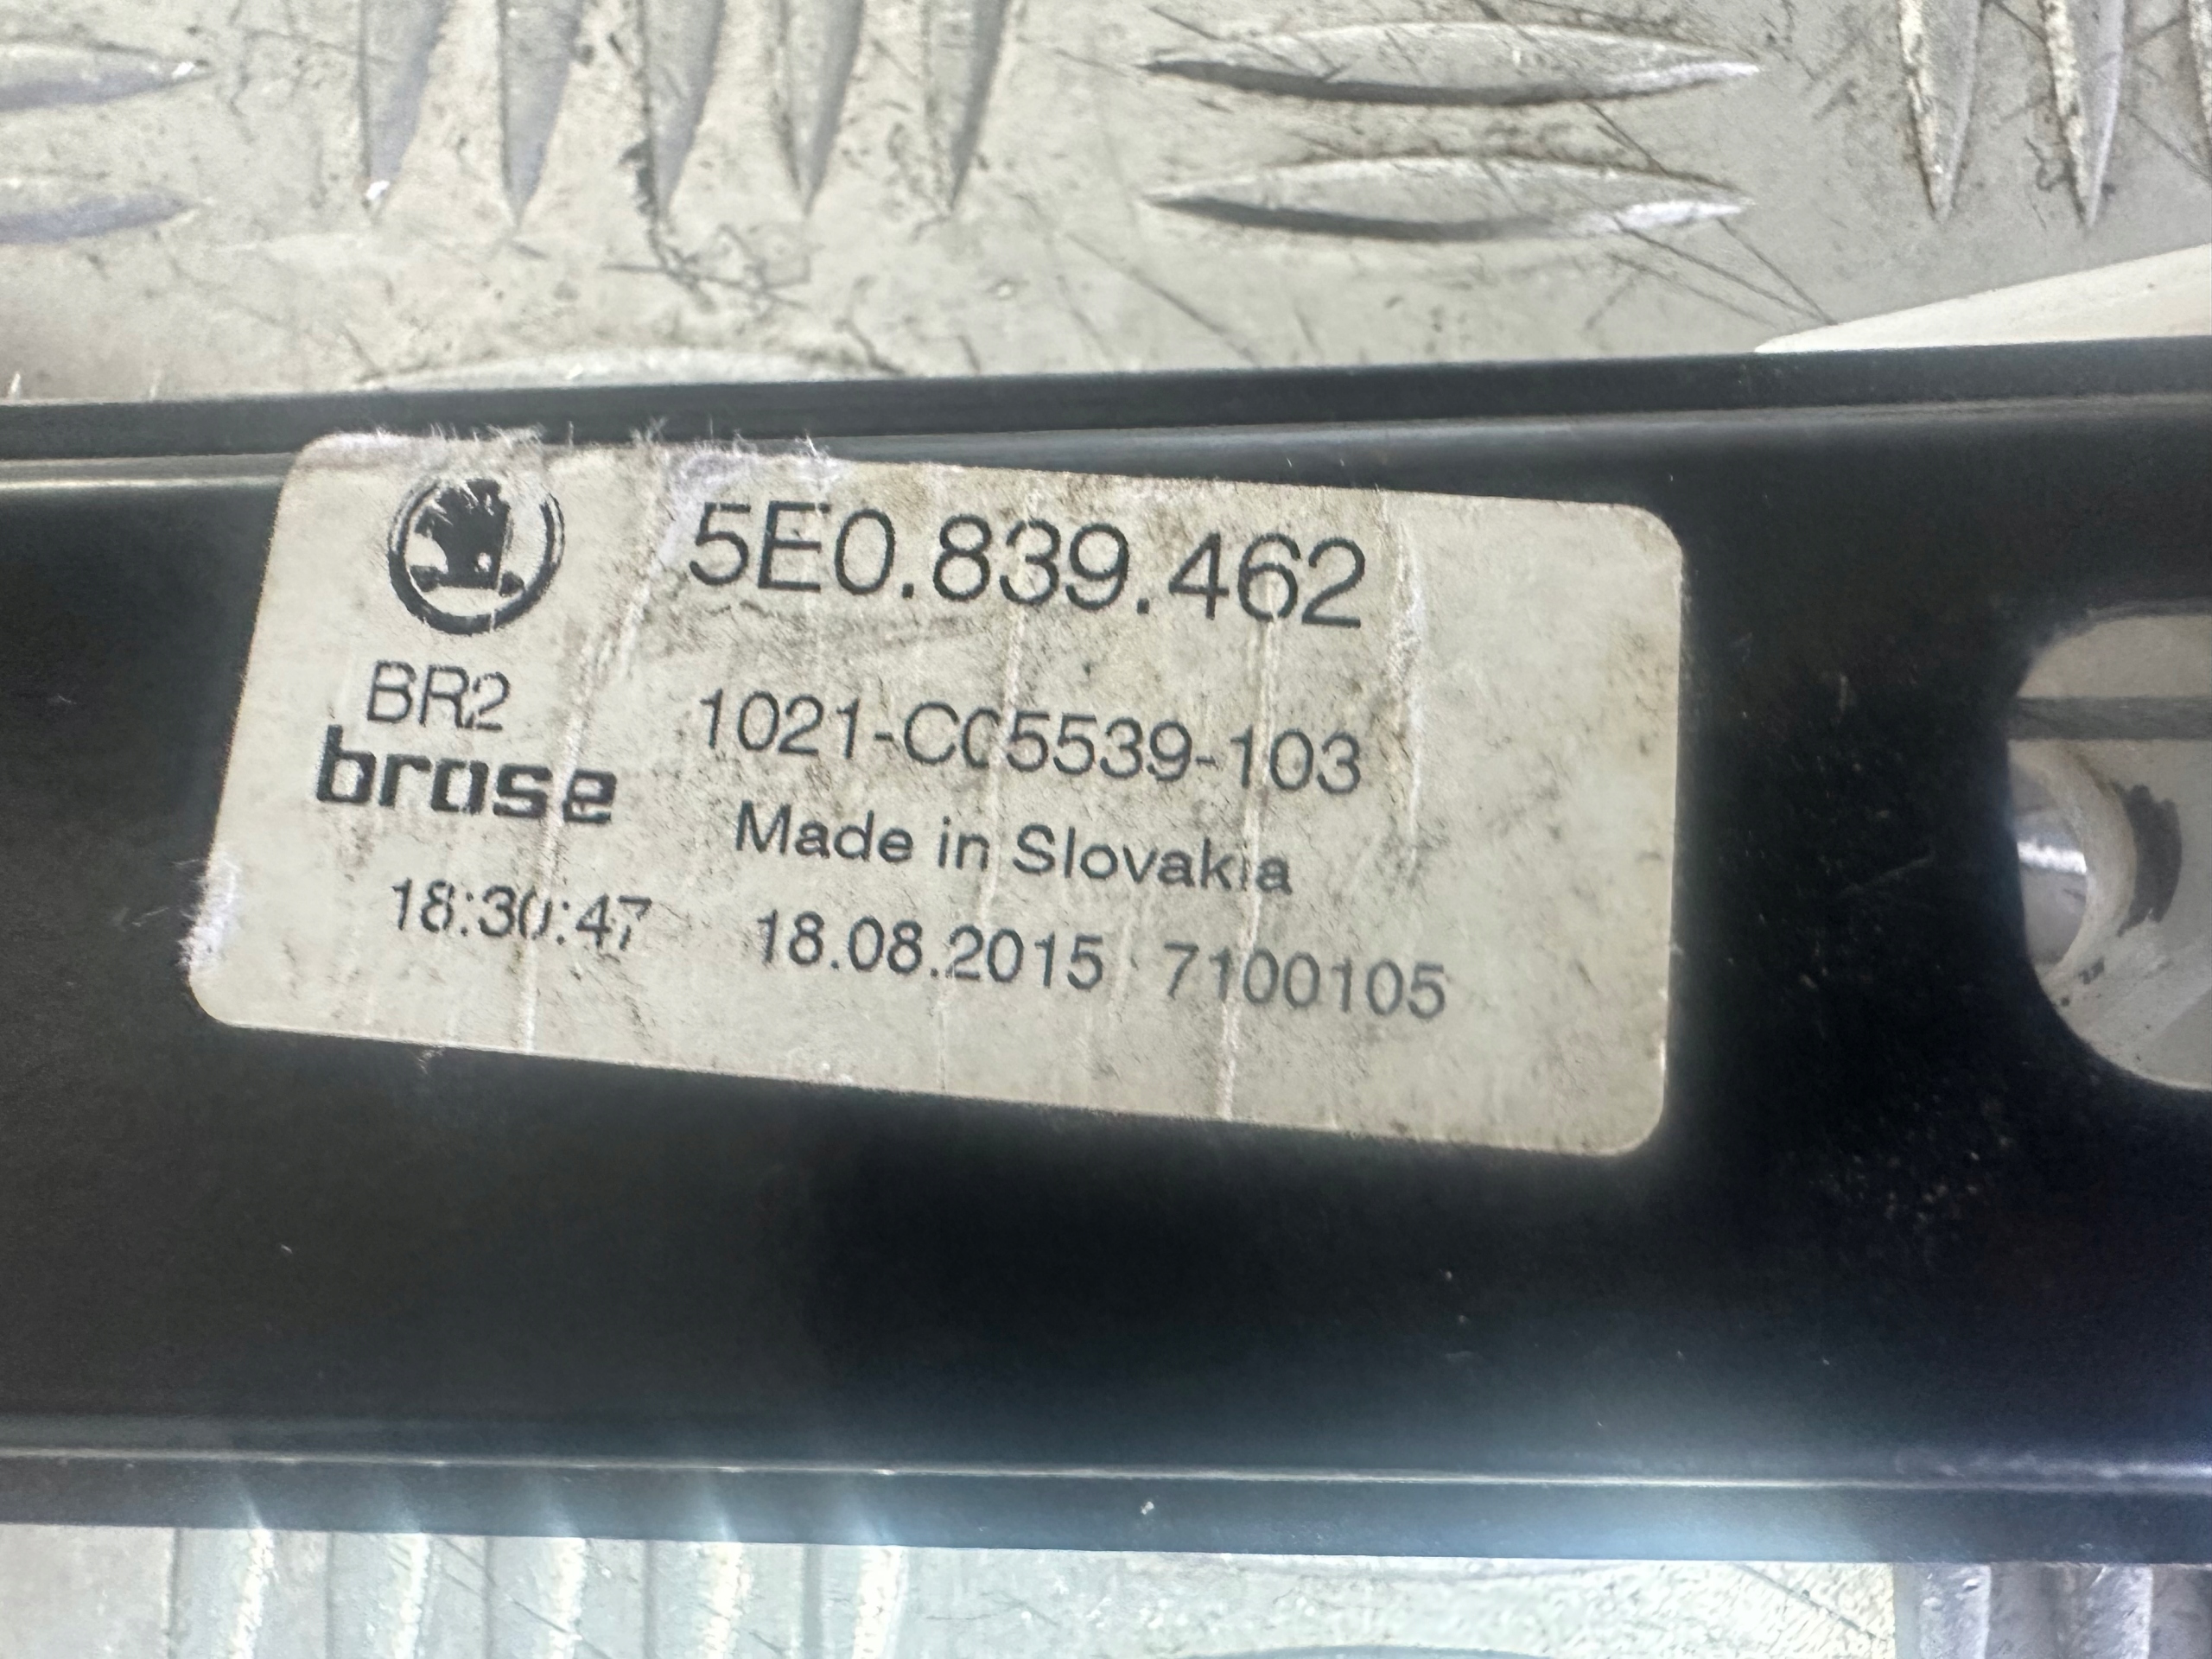 5E0.839.462
BR2 1021-C05539-103
brose
Made in Slovakia
18:30:47 18.08.2015 7100105